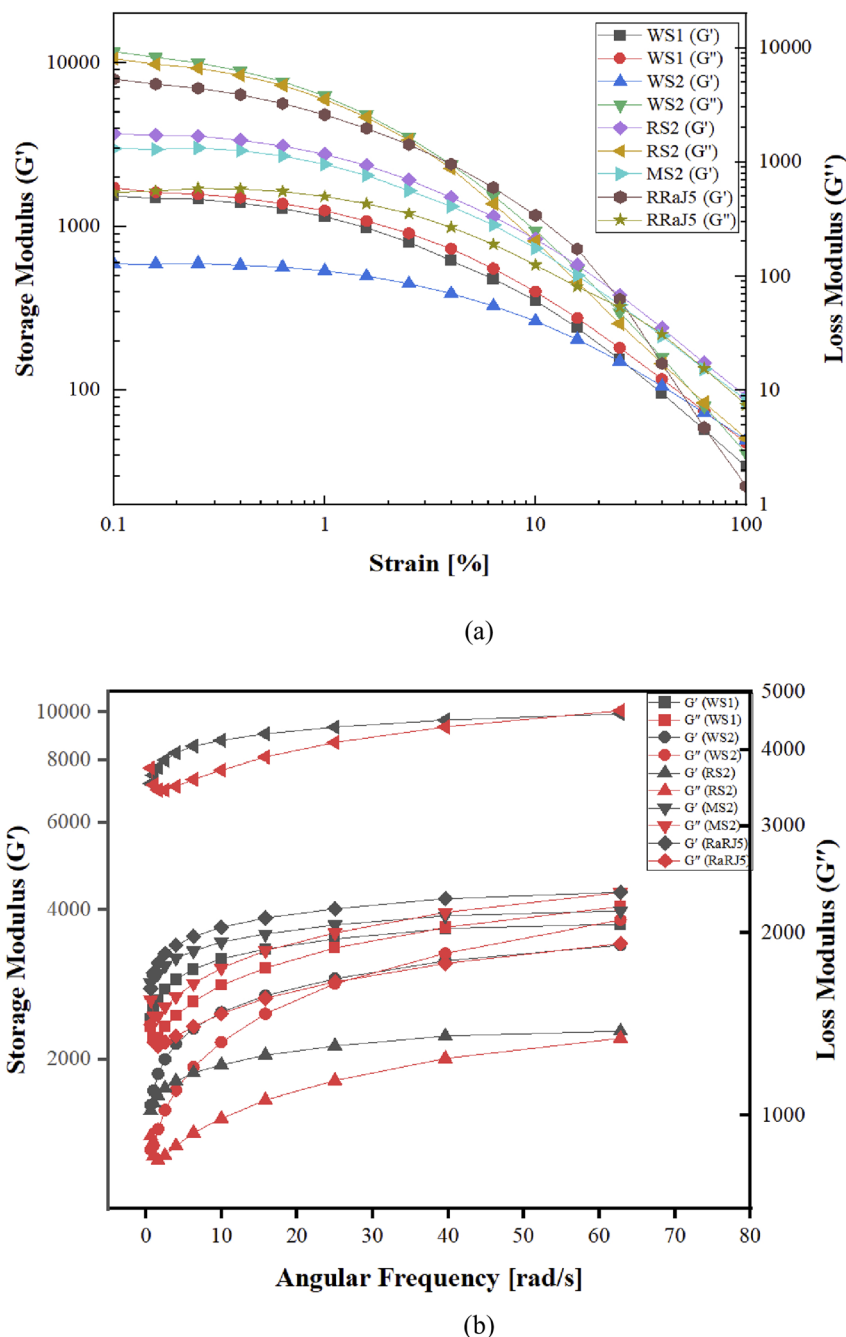 10000
1000
100
Storage Modulus (G')
0.1
1
10
100
Strain [%]
10000
1000
100
10
1
Loss Modulus (G'')
WS1 (G')
WS1 (G'')
WS2 (G')
WS2 (G'')
RS2 (G')
RS2 (G'')
MS2 (G')
RRaJ5 (G')
RRaJ5 (G'')
(a)
10000
8000
6000
4000
2000
Storage Modulus (G′)
0
10
20
30
40
50
60
70
80
Angular Frequency [rad/s]
5000
4000
3000
2000
1000
Loss Modulus (G″)
G′ (WS1)
G″ (WS1)
G′ (WS2)
G″ (WS2)
G′ (RS2)
G″ (RS2)
G′ (MS2)
G″ (MS2)
G′ (RaRJ5)
G″ (RaRJ5)
(b)